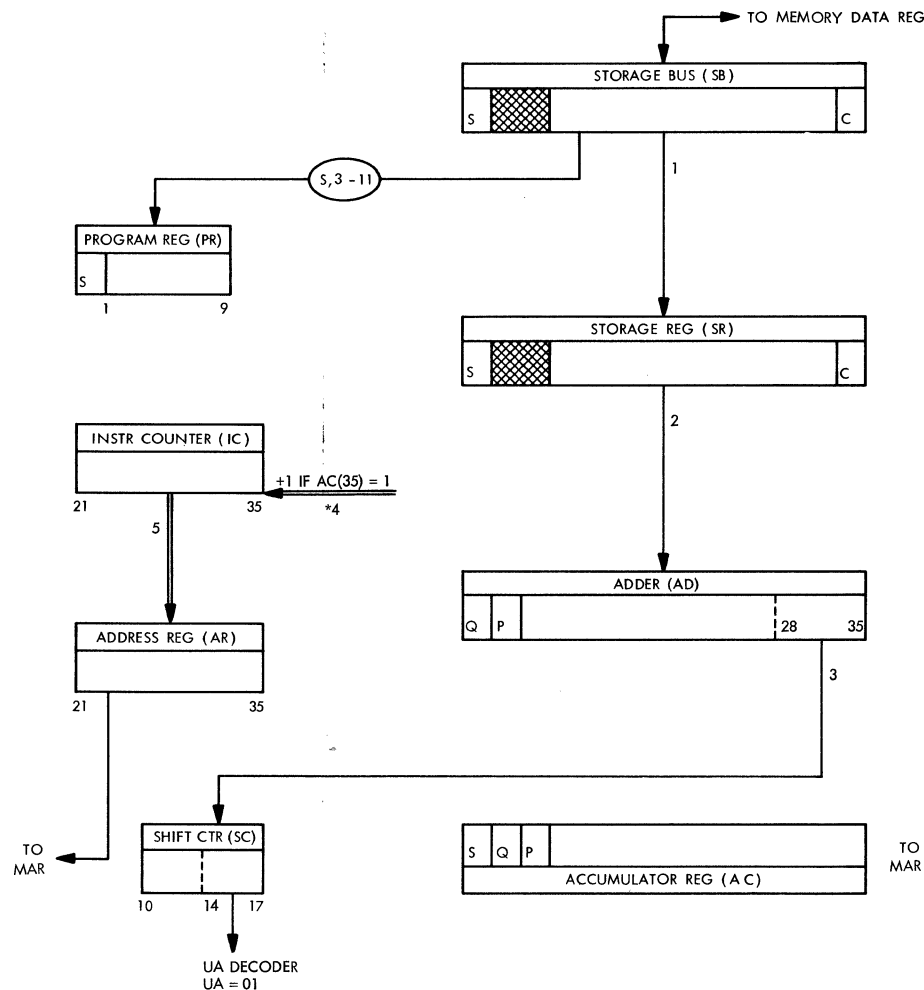 TO MEMORY DATA REG
STORAGE BUS (SB)
S
C
S,3 -11
1
PROGRAM REG (PR)
S
1 9
STORAGE REG (SR)
S
C
2
INSTR COUNTER (IC)
+1 IF AC(35) = 1
21 35
*4
5
ADDER (AD)
Q P 28 35
ADDRESS REG (AR)
21 35
3
SHIFT CTR (SC)
10 14 17
TO
MAR
S Q P
ACCUMULATOR REG (AC)
TO
MAR
UA DECODER
UA = 01